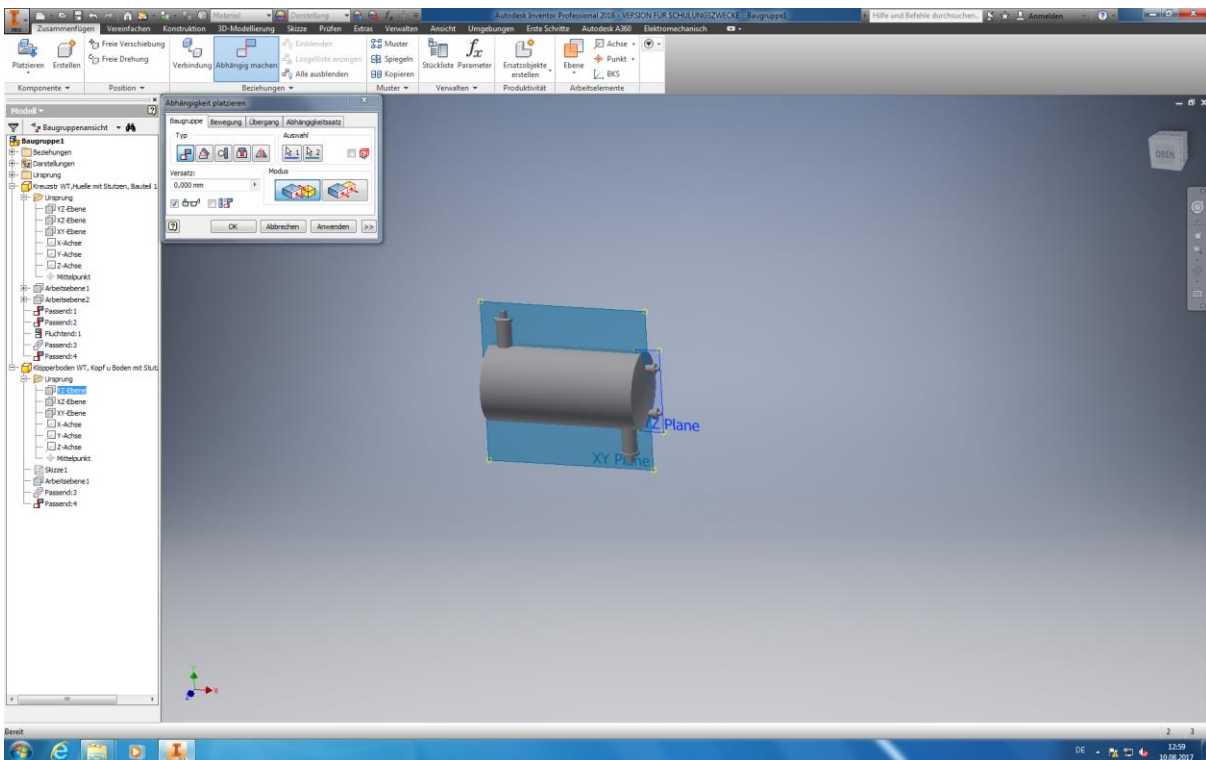 PRO
Material
Darstellung
Autodesk Inventor Professional 2016 - VERSION FÜR SCHULUNGSZWECKE Baugruppe1
Hilfe und Befehle durchsuchen...
Anmelden
Zusammenfügen Vereinfachen Konstruktion 3D-Modellierung Skizze Prüfen Extras Verwalten Ansicht Umgebungen Erste Schritte Autodesk A360 Elektromechanisch
Platzieren Erstellen
Freie Verschiebung
Freie Drehung
Verbindung Abhängig machen
Einblenden
Losgelöste anzeigen
Alle ausblenden
Muster
Spiegeln
Kopieren
Stückliste Parameter
Ersatzobjekte erstellen
Ebene
Achse
Punkt
BKS
Komponente Position Beziehungen Muster Verwalten Produktivität Arbeitselemente
Modell
Baugruppenansicht
Baugruppe1
Beziehungen
Darstellungen
Ursprung
Kreuzstr WT,Huelle mit Stutzen, Bauteil 1
Ursprung
YZ-Ebene
XZ-Ebene
XY-Ebene
X-Achse
Y-Achse
Z-Achse
Mittelpunkt
Arbeitsebene1
Arbeitsebene2
Passend:1
Passend:2
Fluchtend:1
Passend:3
Passend:4
Klöpperboden WT, Kopf u Boden mit Stutz
Ursprung
YZ-Ebene
XZ-Ebene
XY-Ebene
X-Achse
Y-Achse
Z-Achse
Mittelpunkt
Skizze1
Arbeitsebene1
Passend:3
Passend:4
Abhängigkeit platzieren
Baugruppe Bewegung Übergang Abhängigkeitssatz
Typ
Auswahl
1 2
Versatz:
0,000 mm
Modus
OK Abbrechen Anwenden >>
OBEN
YZ Plane
XY Plane
Y
X
Z
Bereit
2 3
DE
12:59
10.08.2017